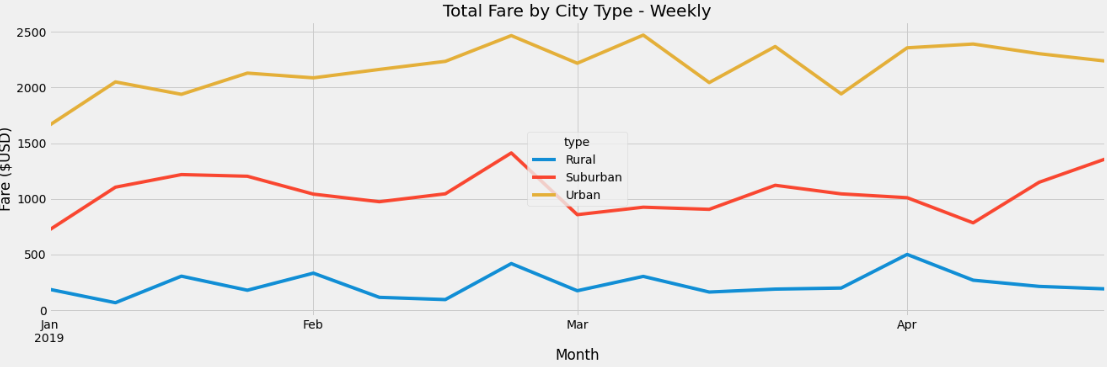 Total Fare by City Type - Weekly
Fare ($USD)
2500
2000
1500
1000
500
0
type
Rural
Suburban
Urban
Jan
2019
Feb
Mar
Apr
Month